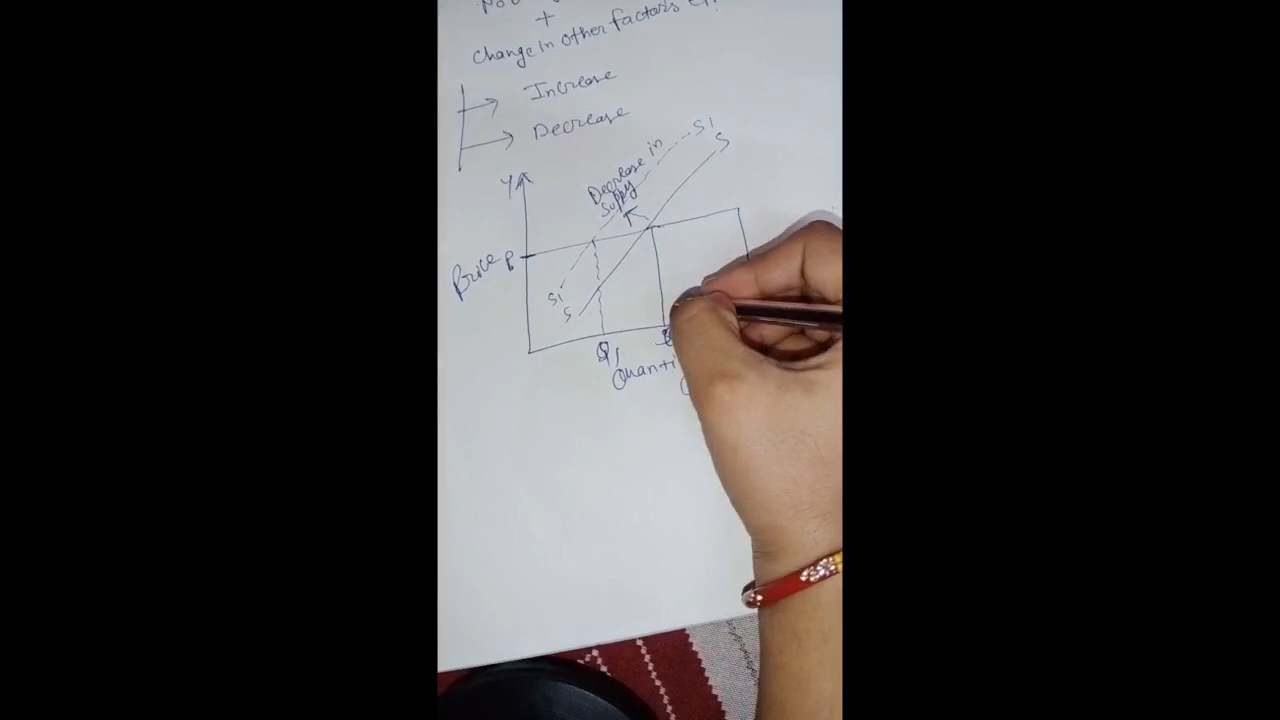 +
Change in Other factors
Increase
Decrease
S1
S
Decrease in
Supply
Y
Price P
S1
S
Q1
Quanti